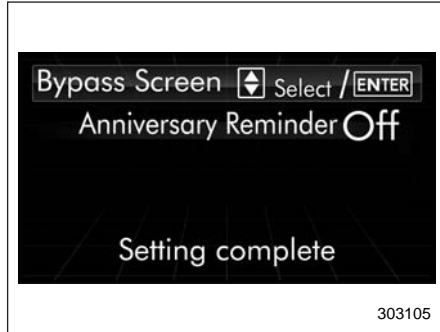 Bypass Screen Select / ENTER
Anniversary Reminder Off
Setting complete
303105